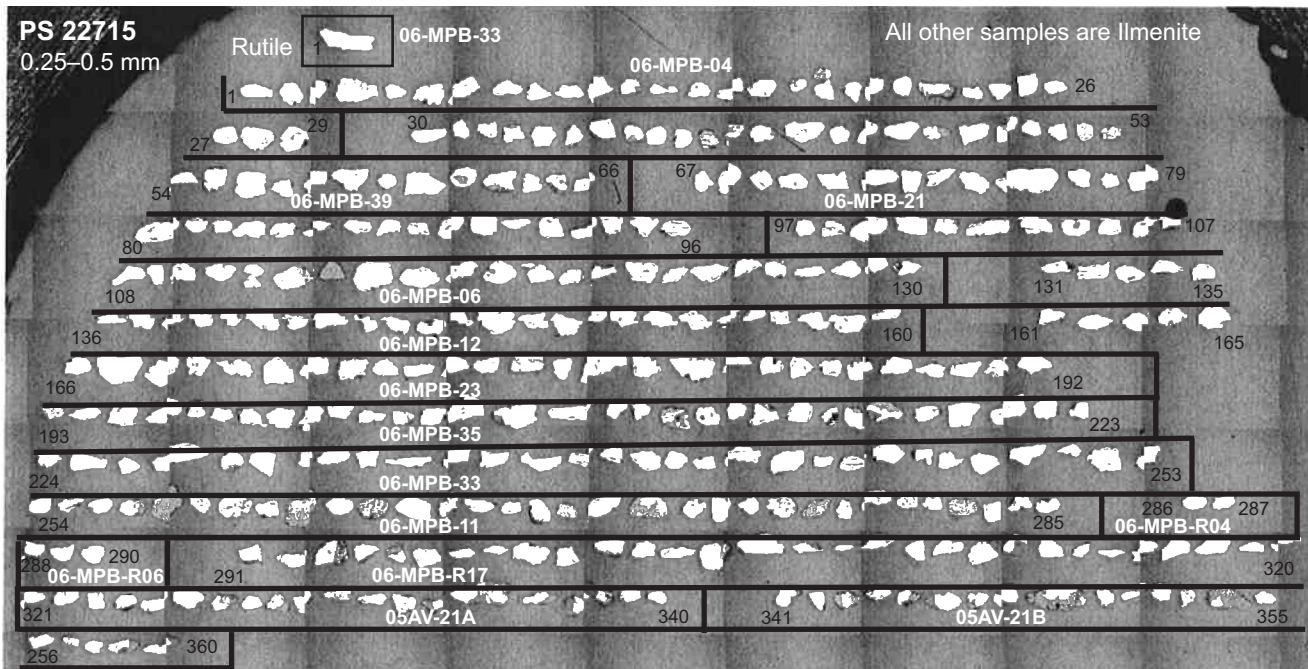 PS 22715
0.25–0.5 mm
Rutile 1 06-MPB-33
All other samples are Ilmenite
06-MPB-04
1 26
27 29 30 53
54 66 67 79
06-MPB-39 06-MPB-21
80 96 97 107
108 130 131 135
06-MPB-06
136 160 161 165
06-MPB-12
166 192
06-MPB-23
193 223
06-MPB-35
224 253
06-MPB-33
254 285 286 287
06-MPB-11 06-MPB-R04
288 290 291 320
06-MPB-R06 06-MPB-R17
321 340 341 355
05AV-21A 05AV-21B
256 360